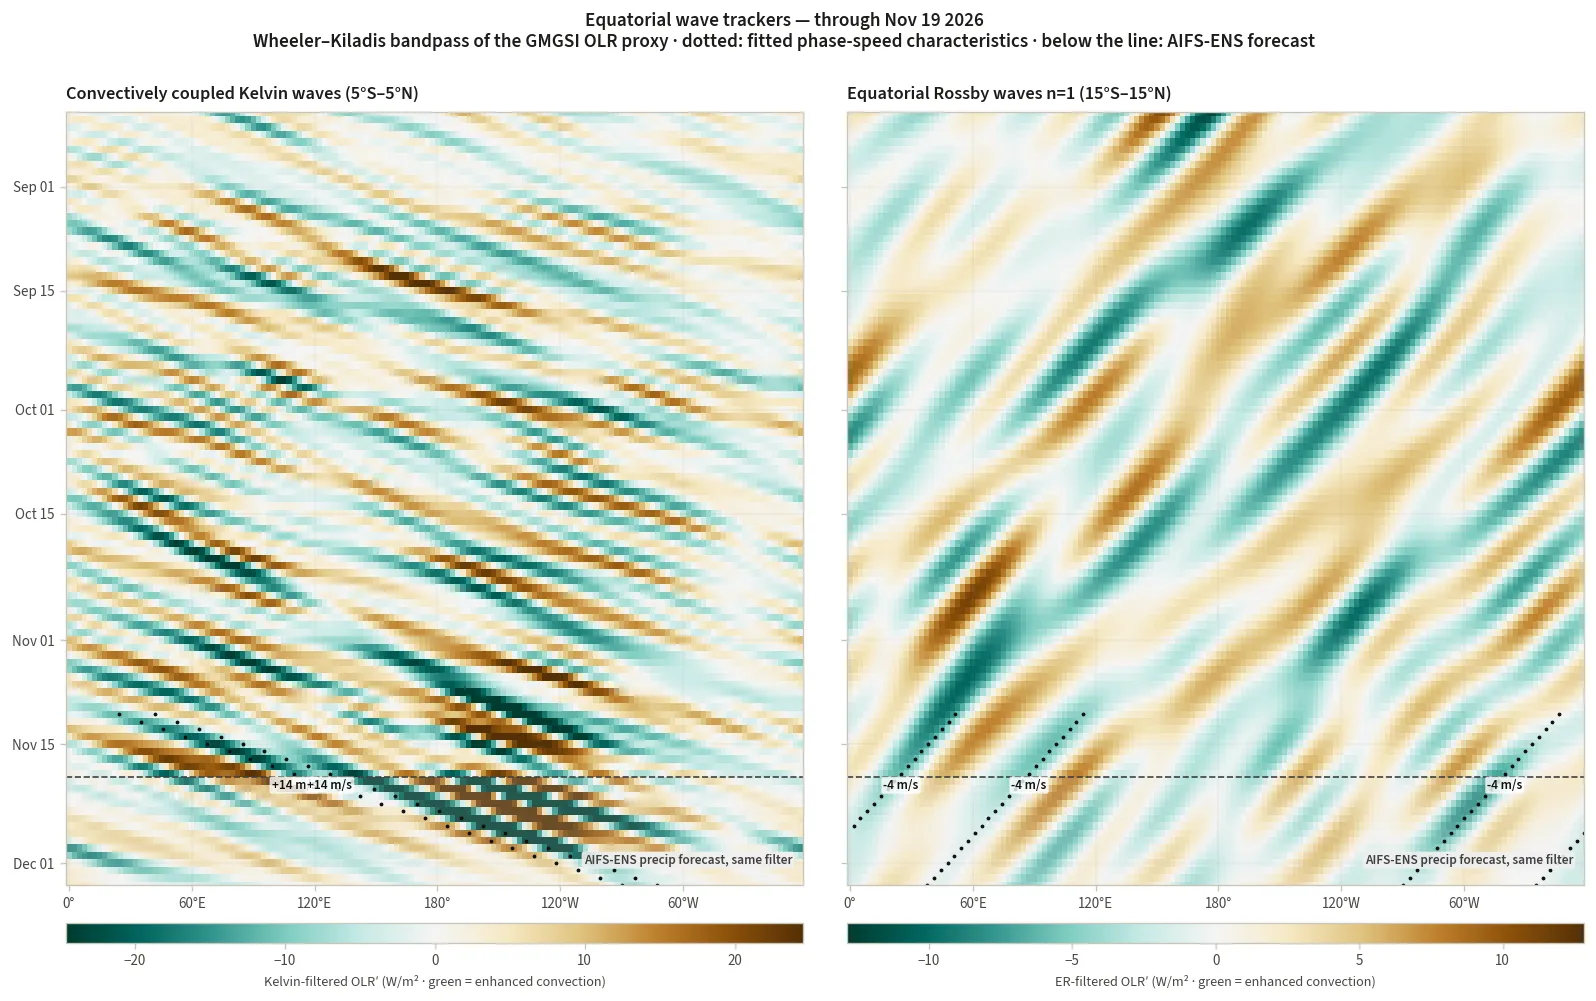 Equatorial wave trackers — through Nov 19 2026
Wheeler–Kiladis bandpass of the GMGSI OLR proxy · dotted: fitted phase-speed characteristics · below the line: AIFS-ENS forecast
Convectively coupled Kelvin waves (5°S–5°N)
Equatorial Rossby waves n=1 (15°S–15°N)
Sep 01
Sep 15
Oct 01
Oct 15
Nov 01
Nov 15
Dec 01
+14 m+14 m/s
-4 m/s
-4 m/s
-4 m/s
AIFS-ENS precip forecast, same filter
AIFS-ENS precip forecast, same filter
0° 60°E 120°E 180° 120°W 60°W
0° 60°E 120°E 180° 120°W 60°W
−20 −10 0 10 20
−10 −5 0 5 10
Kelvin-filtered OLR′ (W/m² · green = enhanced convection)
ER-filtered OLR′ (W/m² · green = enhanced convection)